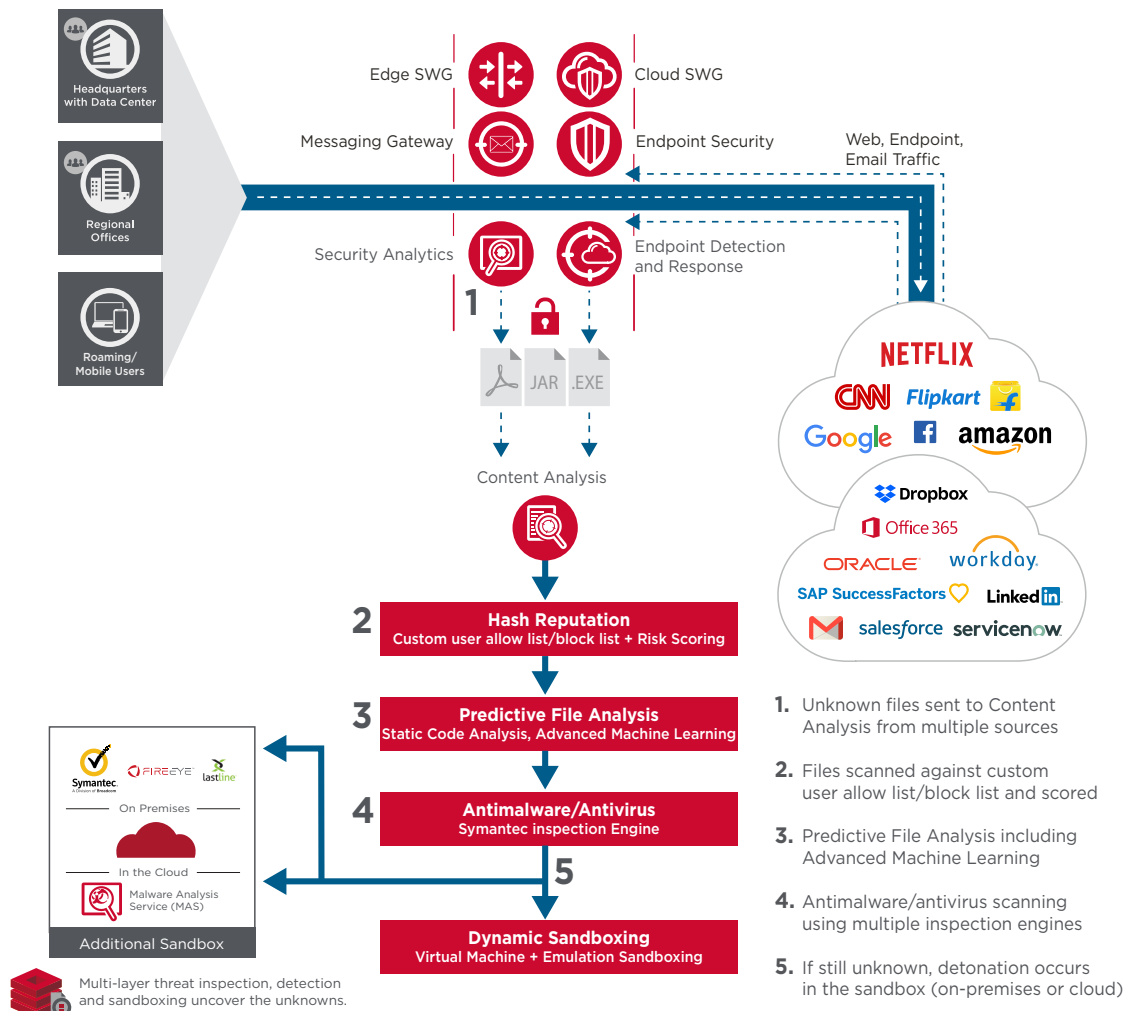 Headquarters
with Data Center
Regional
Offices
Roaming/
Mobile Users
Edge SWG
Cloud SWG
Messaging Gateway
Endpoint Security
Web, Endpoint,
Email Traffic
Security Analytics
Endpoint Detection
and Response
1
JAR
.EXE
Content Analysis
NETFLIX
CNN
Flipkart
Google
f
amazon
Dropbox
Office 365
ORACLE
workday.
SAP SuccessFactors
Linked in
salesforce
servicenow
2
Hash Reputation
Custom user allow list/block list + Risk Scoring
3
Predictive File Analysis
Static Code Analysis, Advanced Machine Learning
4
Antimalware/Antivirus
Symantec inspection Engine
5
Dynamic Sandboxing
Virtual Machine + Emulation Sandboxing
Symantec.
A Division of Broadcom
FIREEYE
lastline
On Premises
In the Cloud
Malware Analysis
Service (MAS)
Additional Sandbox
Multi-layer threat inspection, detection
and sandboxing uncover the unknowns.
1. Unknown files sent to Content
Analysis from multiple sources
2. Files scanned against custom
user allow list/block list and scored
3. Predictive File Analysis including
Advanced Machine Learning
4. Antimalware/antivirus scanning
using multiple inspection engines
5. If still unknown, detonation occurs
in the sandbox (on-premises or cloud)